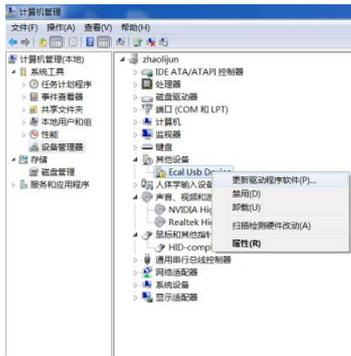 计算机管理
文件(F) 操作(A) 查看(V) 帮助(H)
计算机管理(本地)
系统工具
任务计划程序
事件查看器
共享文件夹
本地用户和组
性能
设备管理器
存储
磁盘管理
服务和应用程序
zhaolijun
IDE ATA/ATAPI 控制器
处理器
磁盘驱动器
端口 (COM 和 LPT)
计算机
监视器
键盘
其他设备
Ecal Usb Device
人体学输入设备
声音、视频和游
NVIDIA Hig
Realtek Hig
鼠标和其他指针
HID-compl
通用串行总线控制器
网络适配器
系统设备
显示适配器
更新驱动程序软件(P)...
禁用(D)
卸载(U)
扫描检测硬件改动(A)
属性(R)